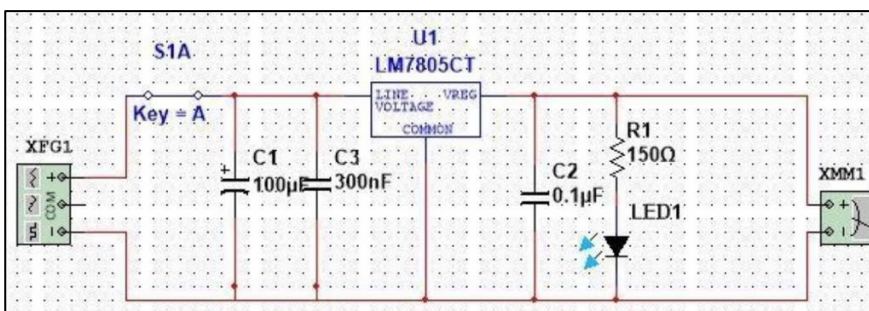 S1A
Key = A
U1
LM7805CT
LINE VREG
VOLTAGE
COMMON
XFG1
+
COM
-
C1
+
100µF
C3
300nF
C2
0.1µF
R1
150Ω
LED1
XMM1
+
-